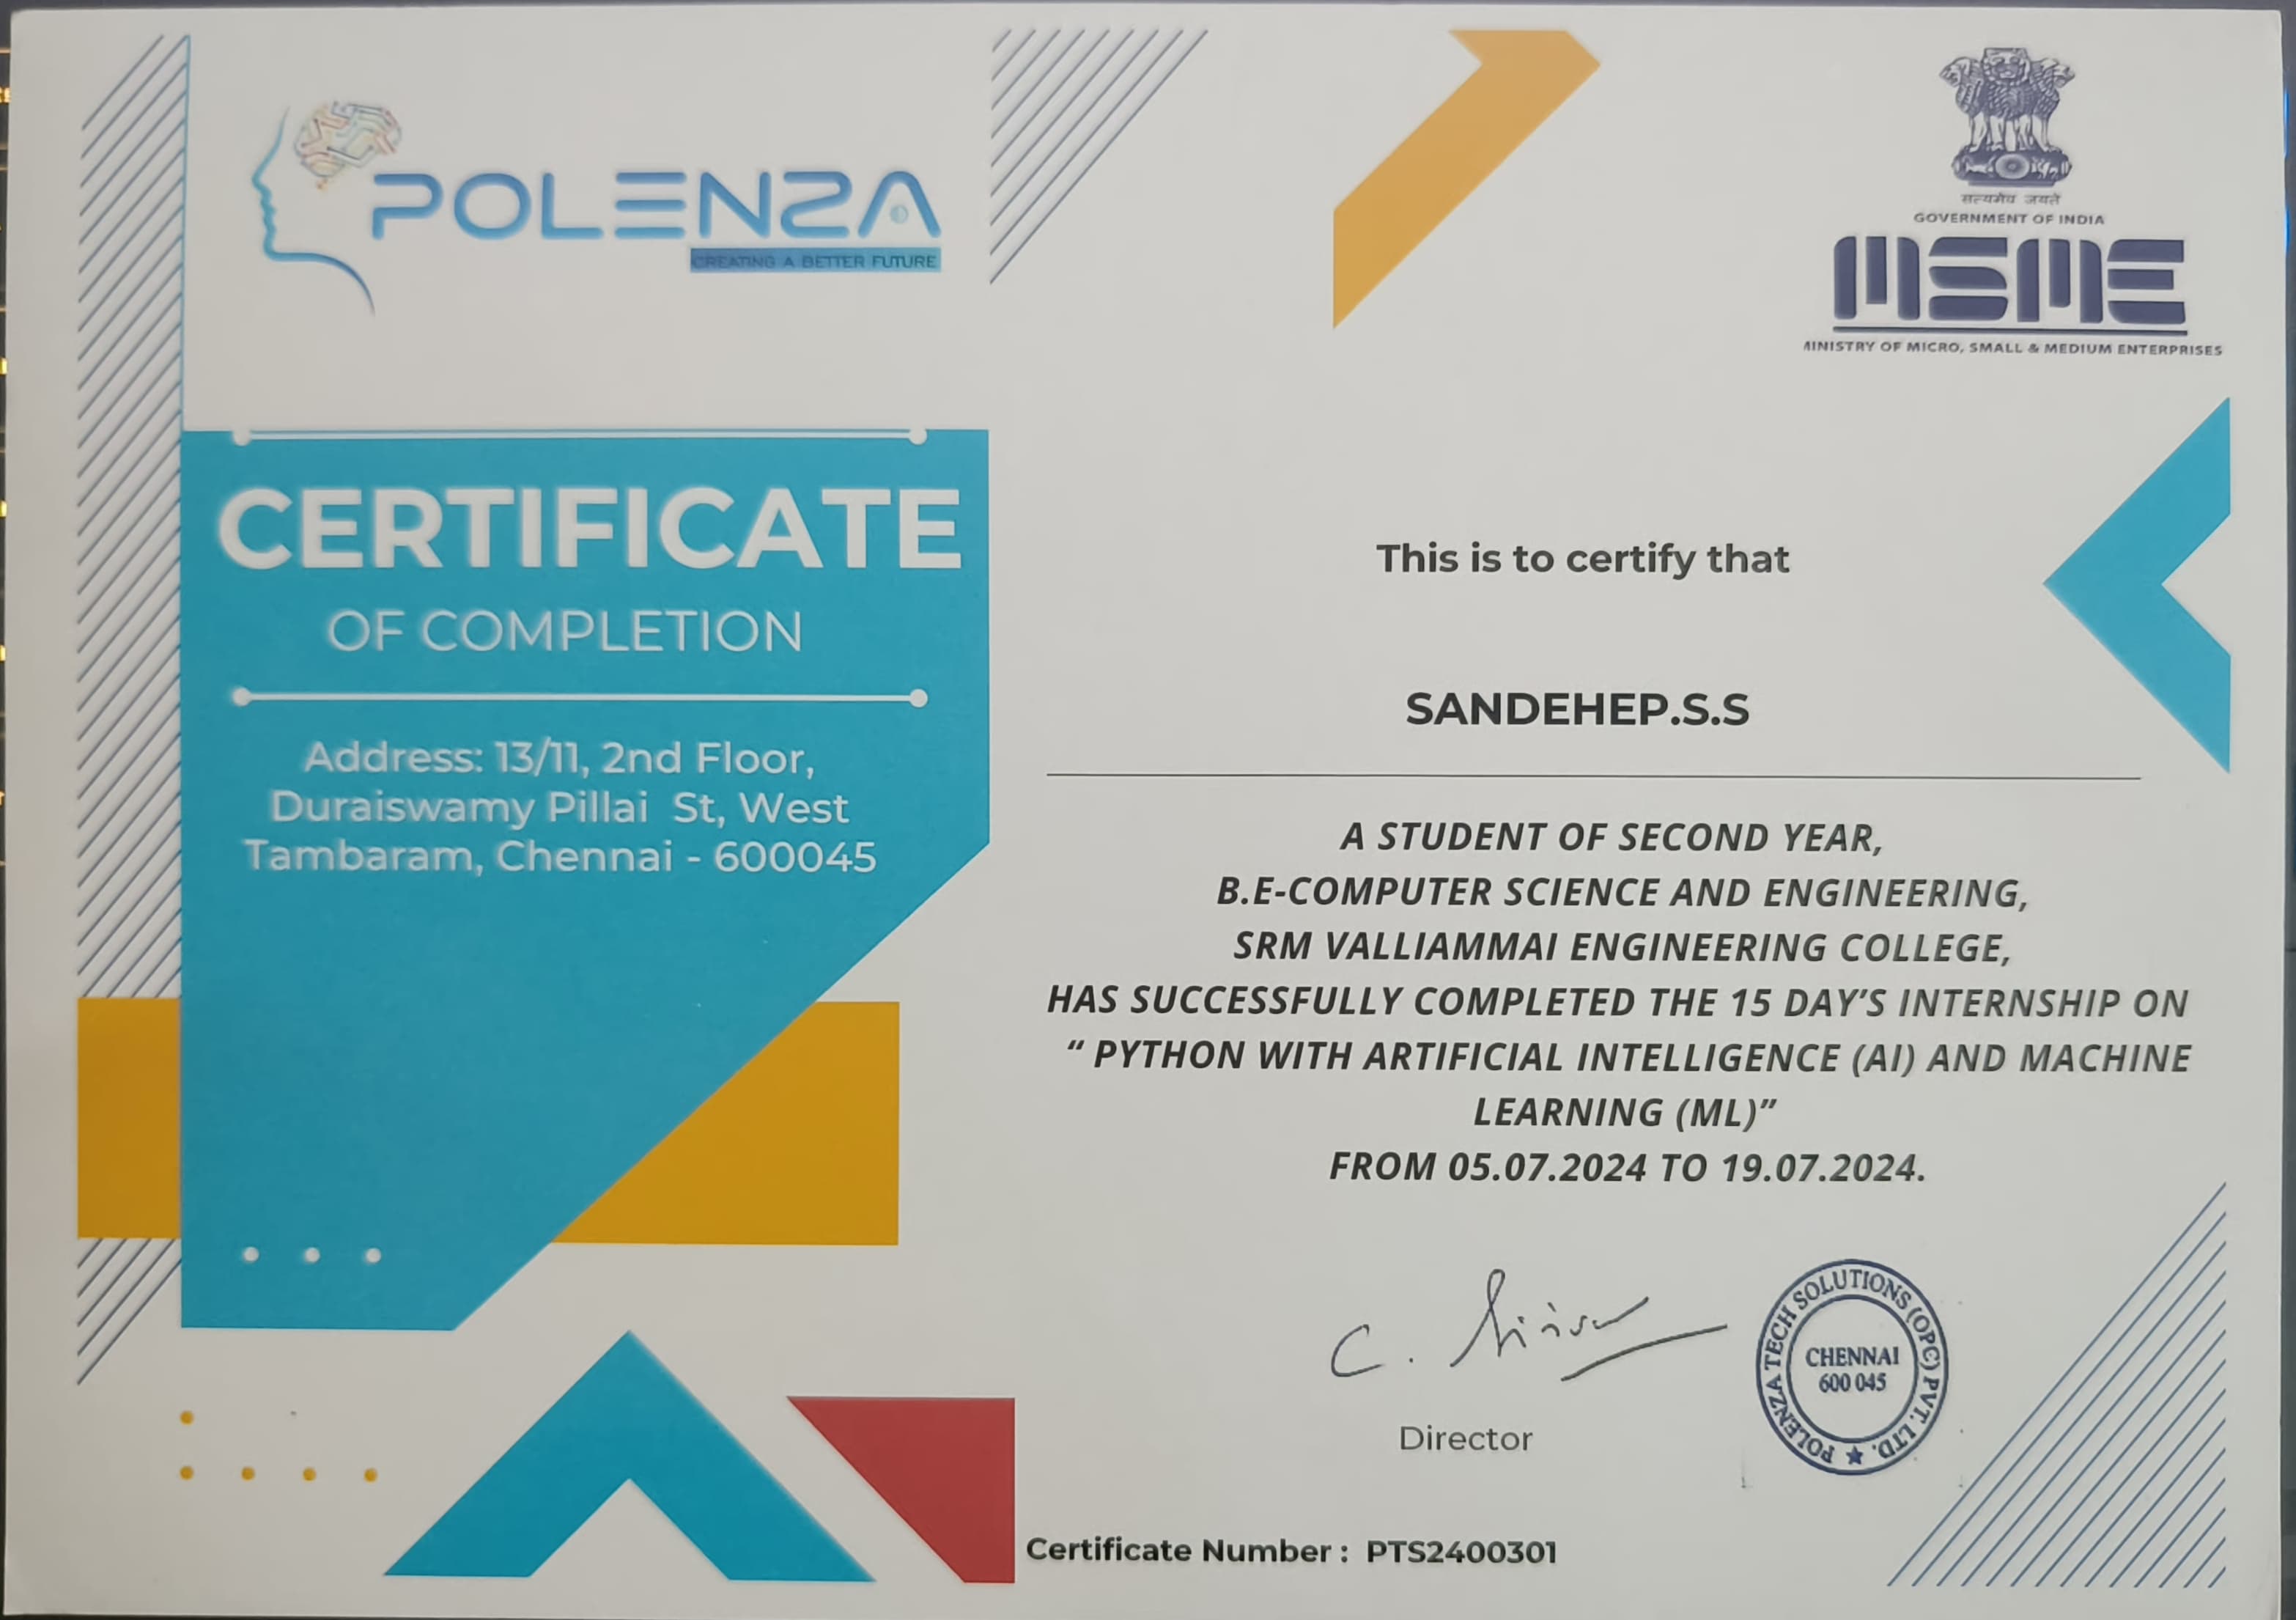 POLENZA
CREATING A BETTER FUTURE
सत्यमेव जयते
GOVERNMENT OF INDIA
MSME
MINISTRY OF MICRO, SMALL & MEDIUM ENTERPRISES
CERTIFICATE
OF COMPLETION
Address: 13/11, 2nd Floor,
Duraiswamy Pillai St, West
Tambaram, Chennai - 600045
This is to certify that
SANDEHEP.S.S
A STUDENT OF SECOND YEAR,
B.E-COMPUTER SCIENCE AND ENGINEERING,
SRM VALLIAMMAI ENGINEERING COLLEGE,
HAS SUCCESSFULLY COMPLETED THE 15 DAY'S INTERNSHIP ON
“ PYTHON WITH ARTIFICIAL INTELLIGENCE (AI) AND MACHINE
LEARNING (ML)”
FROM 05.07.2024 TO 19.07.2024.
C.
Director
POLENZA TECH SOLUTIONS (OPC) PVT. LTD.
CHENNAI
600 045
Certificate Number : PTS2400301